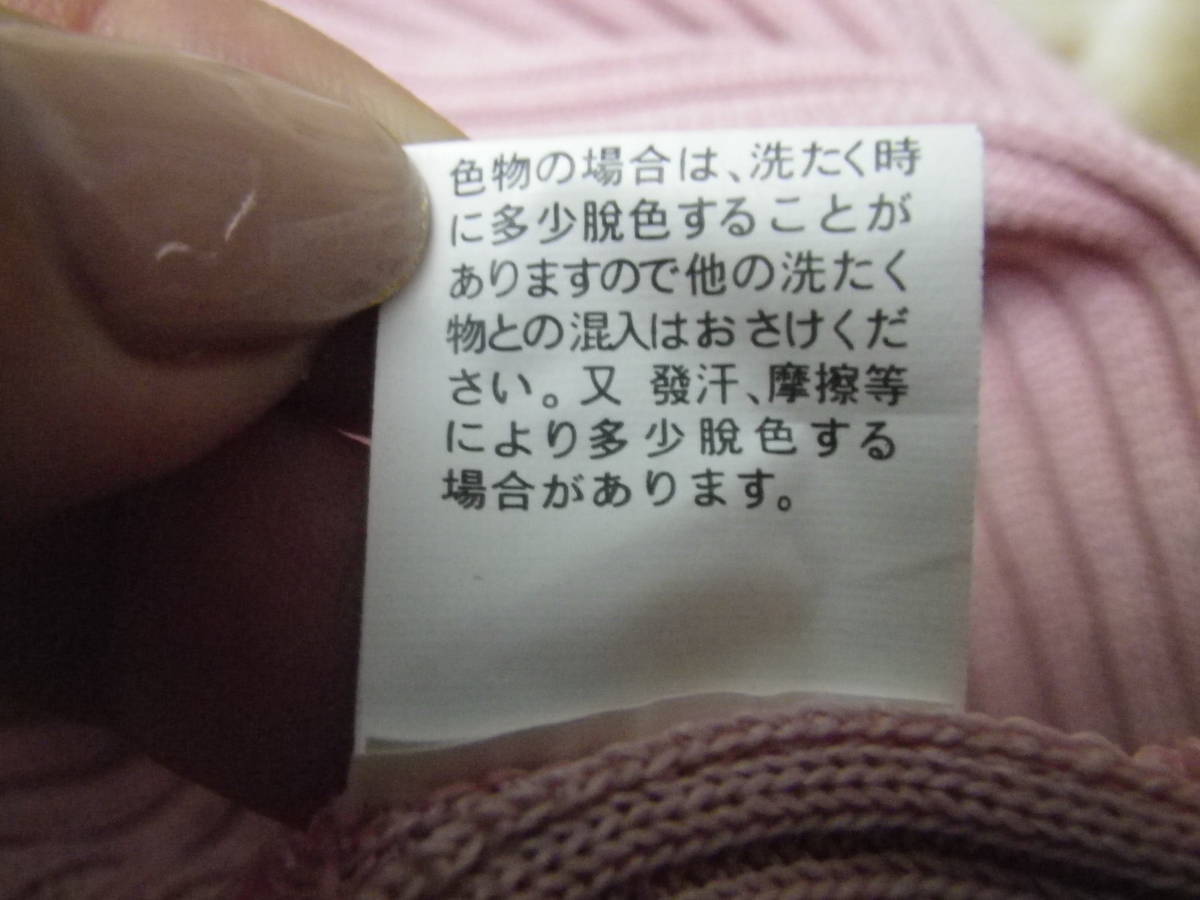 色物の場合は、洗たく時
に多少脫色することが
ありますので他の洗たく
物との混入はおさけくだ
さい。又 發汗、摩擦等
により多少脫色する
場合があります。